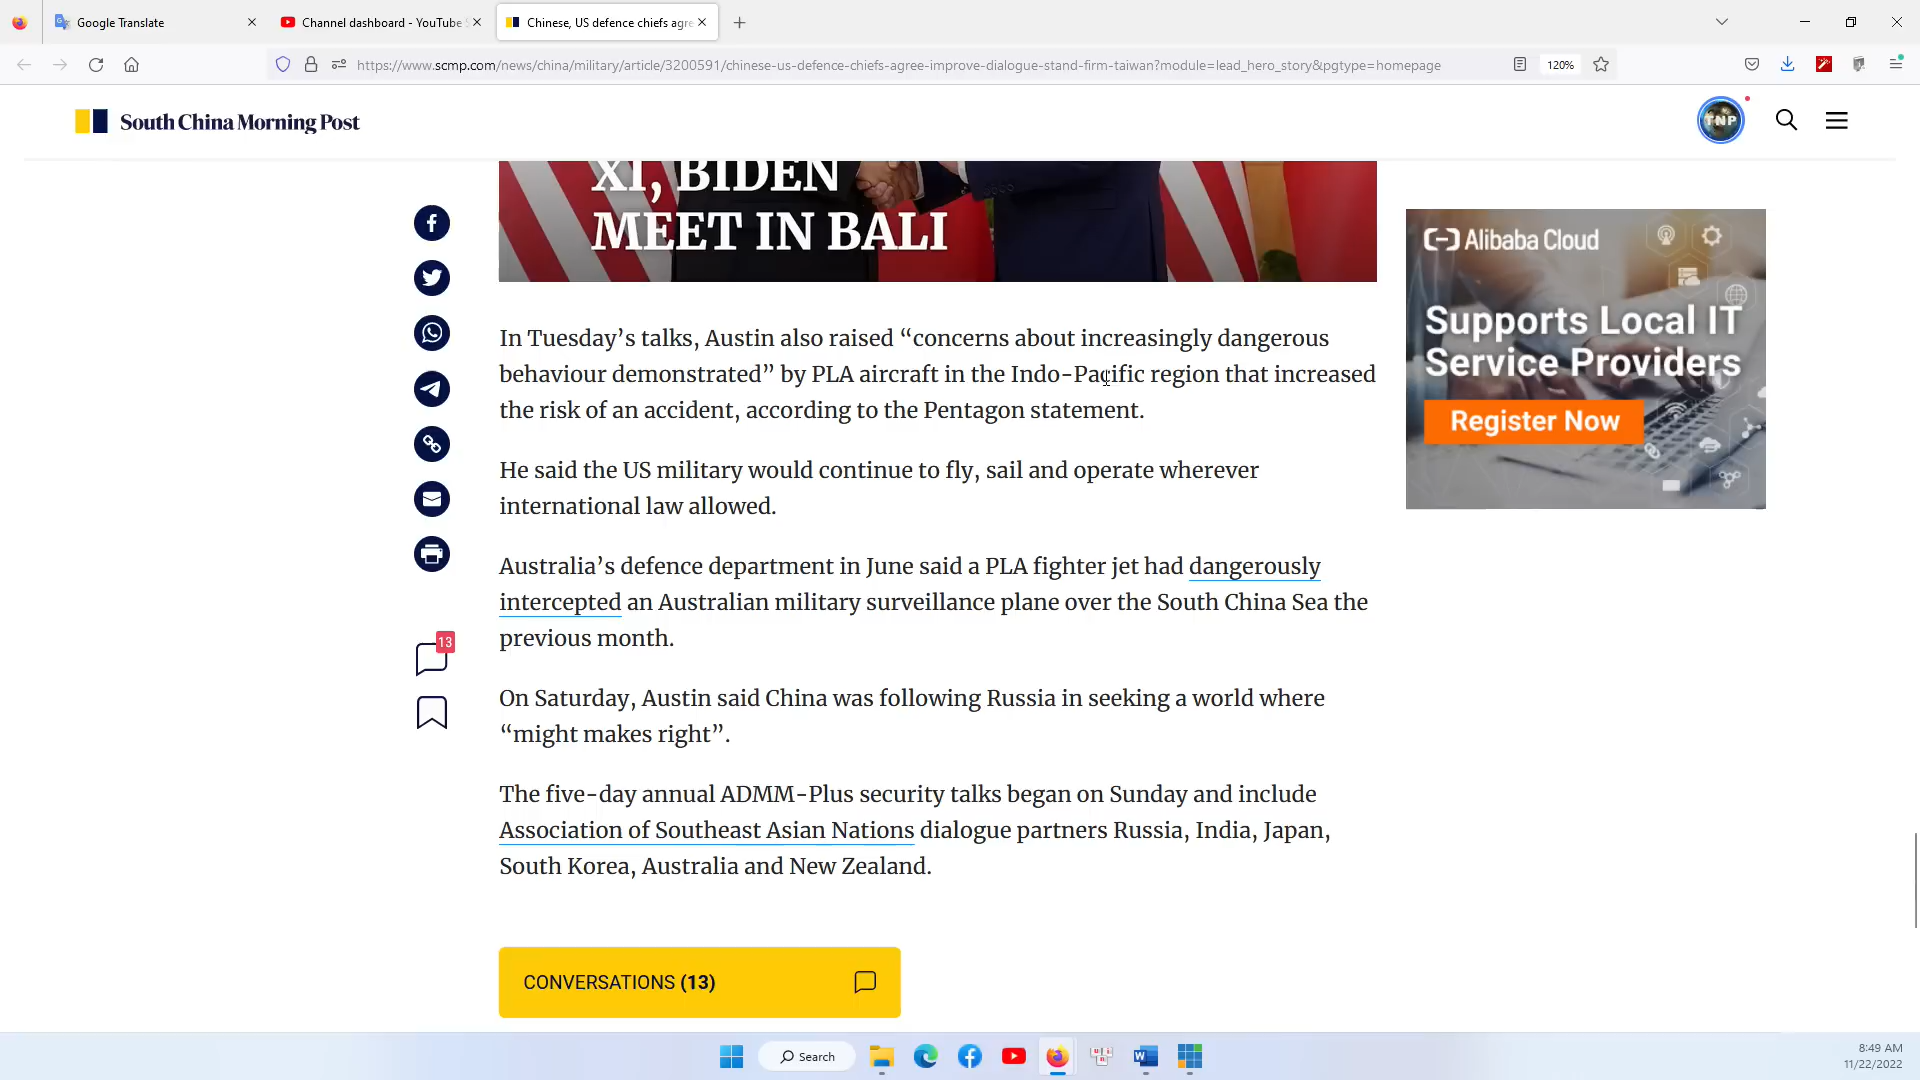 Google Translate
Channel dashboard - YouTube
Chinese, US defence chiefs agre
https://www.scmp.com/news/china/military/article/3200591/chinese-us-defence-chiefs-agree-improve-dialogue-stand-firm-taiwan?module=lead_hero_story&pgtype=homepage
120%
South China Morning Post
TNP
XI, BIDEN
MEET IN BALI
In Tuesday’s talks, Austin also raised “concerns about increasingly dangerous
behaviour demonstrated” by PLA aircraft in the Indo-Pacific region that increased
the risk of an accident, according to the Pentagon statement.
He said the US military would continue to fly, sail and operate wherever
international law allowed.
Australia’s defence department in June said a PLA fighter jet had dangerously
intercepted an Australian military surveillance plane over the South China Sea the
previous month.
On Saturday, Austin said China was following Russia in seeking a world where
“might makes right”.
The five-day annual ADMM-Plus security talks began on Sunday and include
Association of Southeast Asian Nations dialogue partners Russia, India, Japan,
South Korea, Australia and New Zealand.
13
CONVERSATIONS (13)
Alibaba Cloud
Supports Local IT
Service Providers
Register Now
Search
8:49 AM
11/22/2022